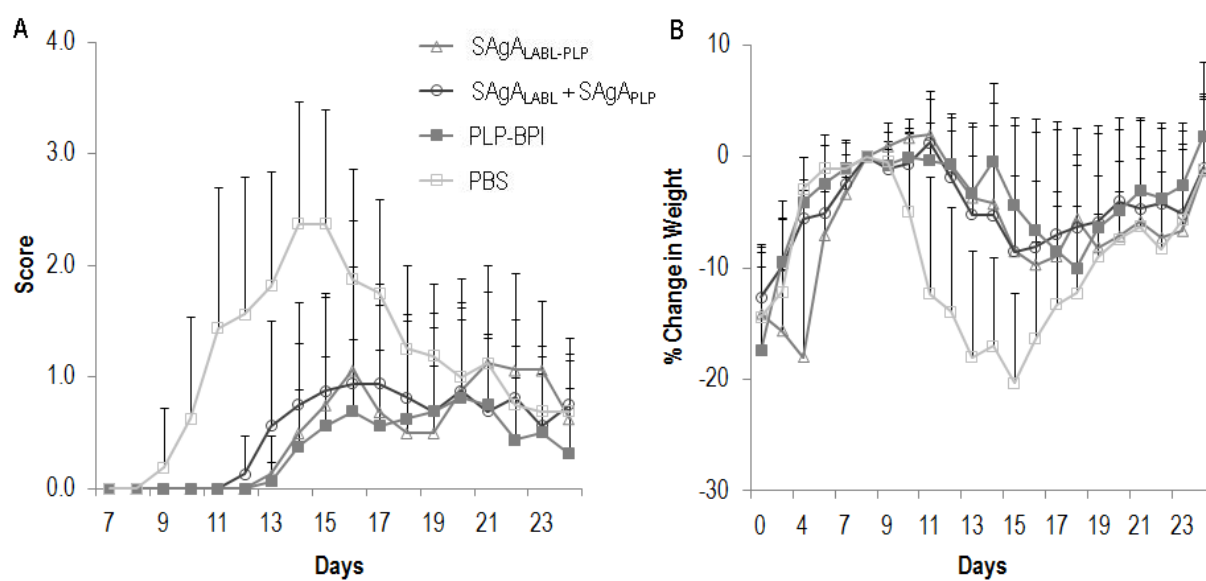 A
4.0
3.0
2.0
1.0
0.0
Score
7 9 11 13 15 17 19 21 23
Days
SAgA_LABL-PLP
SAgA_LABL + SAgA_PLP
PLP-BPI
PBS
B
10
0
-10
-20
-30
% Change in Weight
0 4 7 9 11 13 15 17 19 21 23
Days